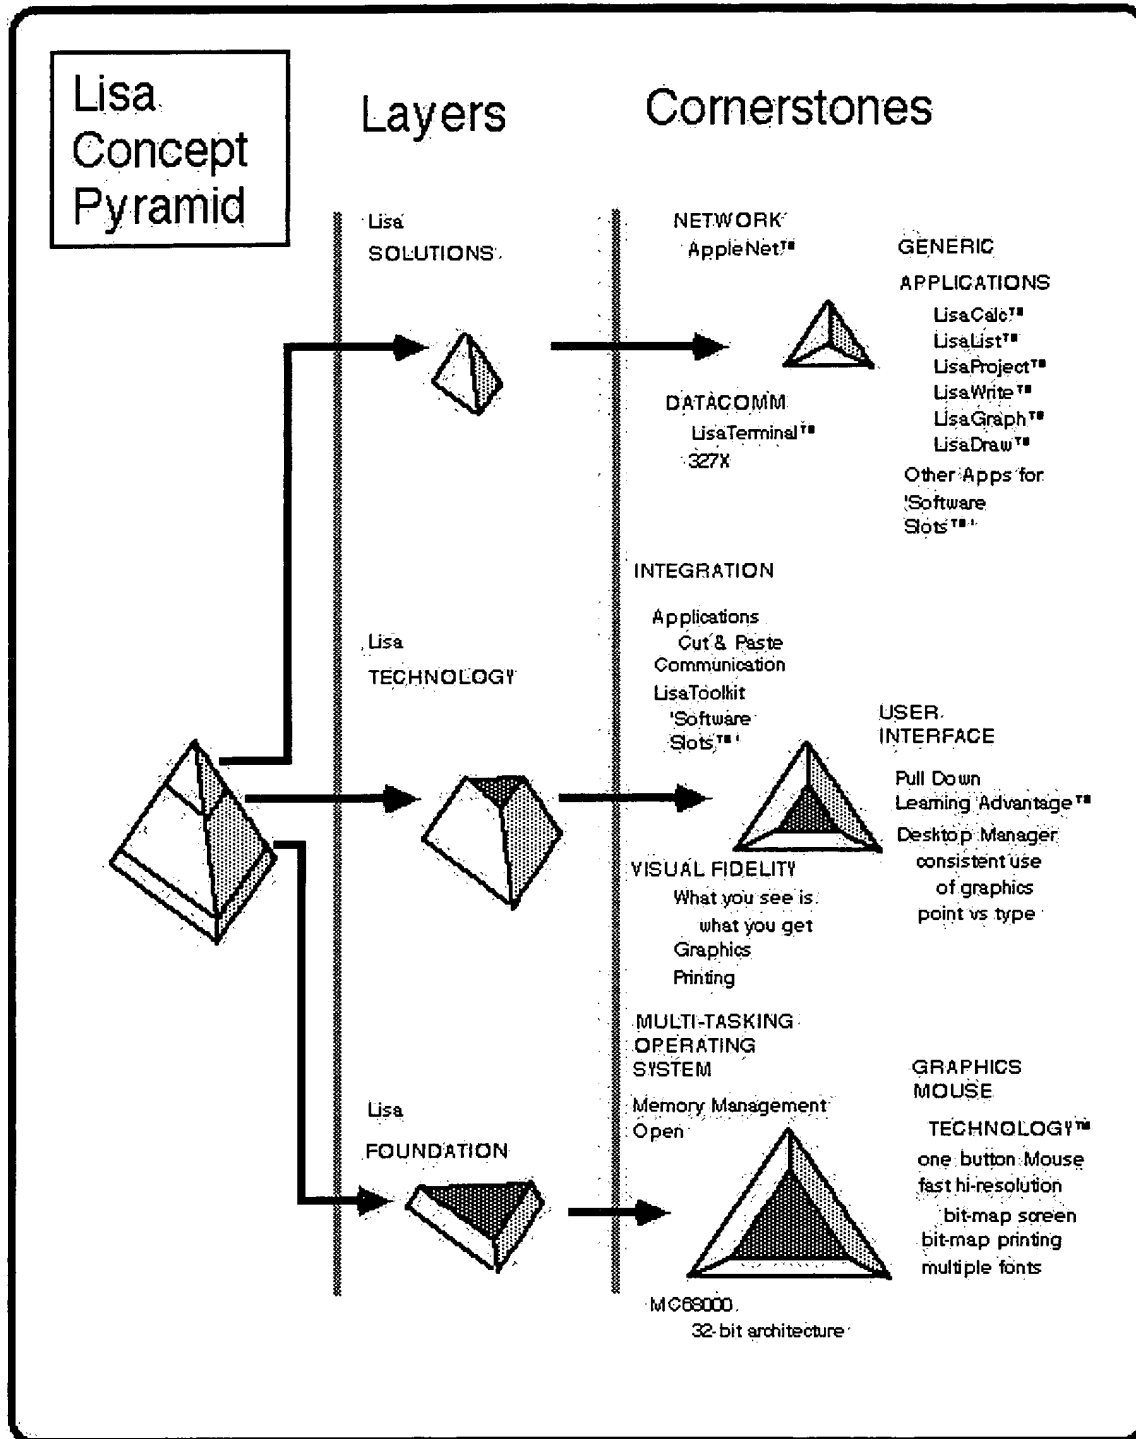 Lisa
Concept
Pyramid
Layers
Cornerstones
Lisa
SOLUTIONS
NETWORK
AppleNet™
DATACOMM
LisaTerminal™
327X
GENERIC
APPLICATIONS
LisaCalc™
LisaList™
LisaProject™
LisaWrite™
LisaGraph™
LisaDraw™
Other Apps for
'Software
Slots™'
Lisa
TECHNOLOGY
INTEGRATION
Applications
Cut & Paste
Communication
LisaToolkit
'Software
Slots™'
USER
INTERFACE
Pull Down
Learning Advantage™
Desktop Manager
consistent use
of graphics
point vs type
VISUAL FIDELITY
What you see is
what you get
Graphics
Printing
Lisa
FOUNDATION
MULTI-TASKING
OPERATING
SYSTEM
Memory Management
Open
GRAPHICS
MOUSE
TECHNOLOGY™
one button Mouse
fast hi-resolution
bit-map screen
bit-map printing
multiple fonts
MC68000
32-bit architecture